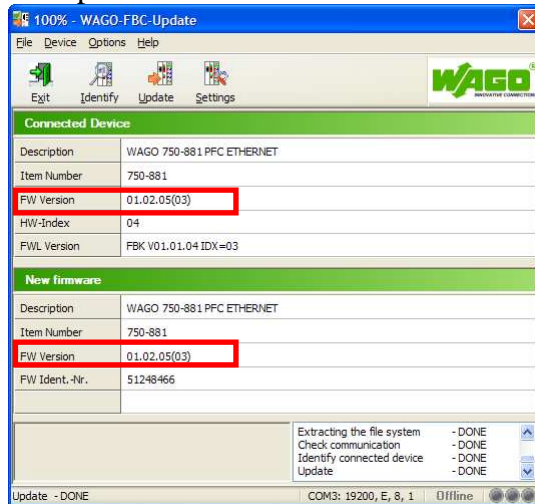 100% - WAGO-FBC-Update
File Device Options Help
Exit Identify Update Settings
WAGO®
INNOVATIVE CONNECTIONS
Connected Device
Description WAGO 750-881 PFC ETHERNET
Item Number 750-881
FW Version 01.02.05(03)
HW-Index 04
FWL Version FBK V01.01.04 IDX=03
New firmware
Description WAGO 750-881 PFC ETHERNET
Item Number 750-881
FW Version 01.02.05(03)
FW Ident.-Nr. 51248466
Extracting the file system - DONE
Check communication - DONE
Identify connected device - DONE
Update - DONE
Update - DONE COM3: 19200, E, 8, 1 Offline